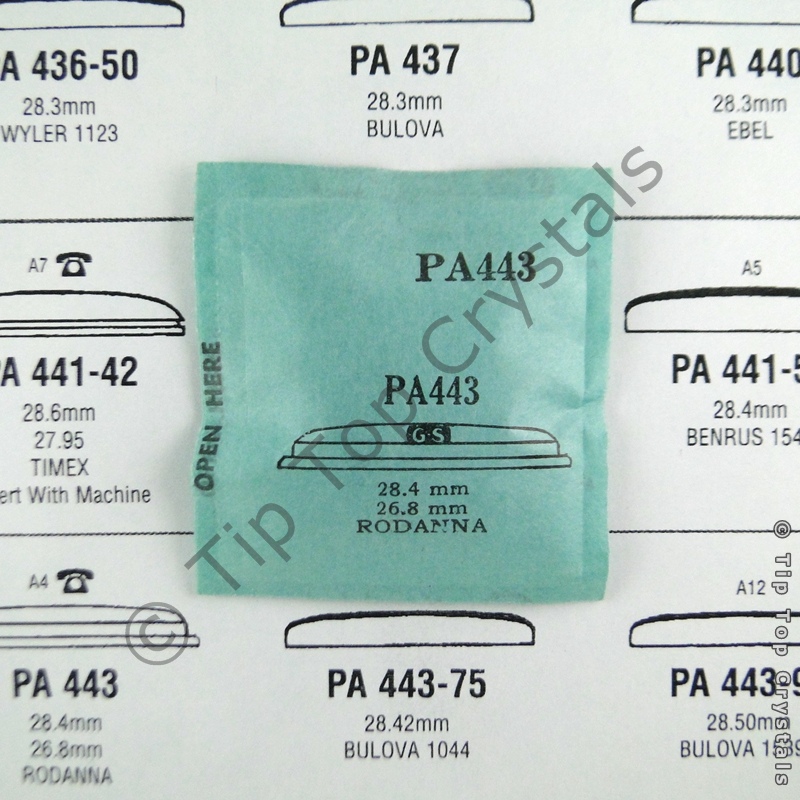 A 436-50
28.3mm
WYLER 1123
PA 437
28.3mm
BULOVA
PA 440
28.3mm
EBEL
A7
A 441-42
28.6mm
27.95
TIMEX
ert With Machine
OPEN HERE
PA443
PA443
G-S
28.4 mm
26.8 mm
RODANNA
A5
PA 441-5
28.4mm
BENRUS 154
A4
PA 443
28.4mm
26.8mm
RODANNA
PA 443-75
28.42mm
BULOVA 1044
A12
PA 443-9
28.50mm
BULOVA
© Tip Top Crystals
© Tip Top Crystals